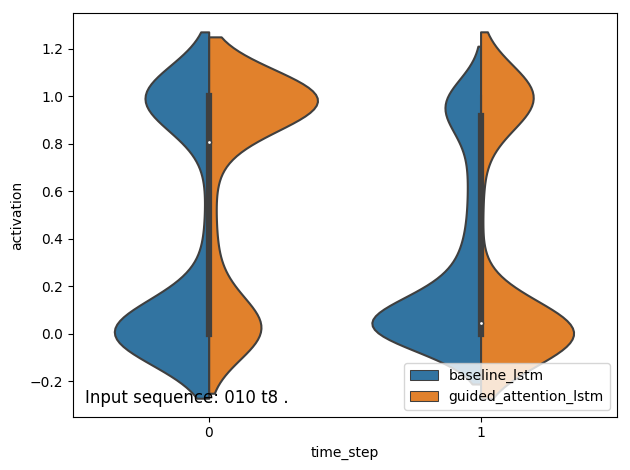 1.2
1.0
0.8
0.6
0.4
0.2
0.0
−0.2
activation
Input sequence: 010 t8 .
baseline_lstm
guided_attention_lstm
0
1
time_step